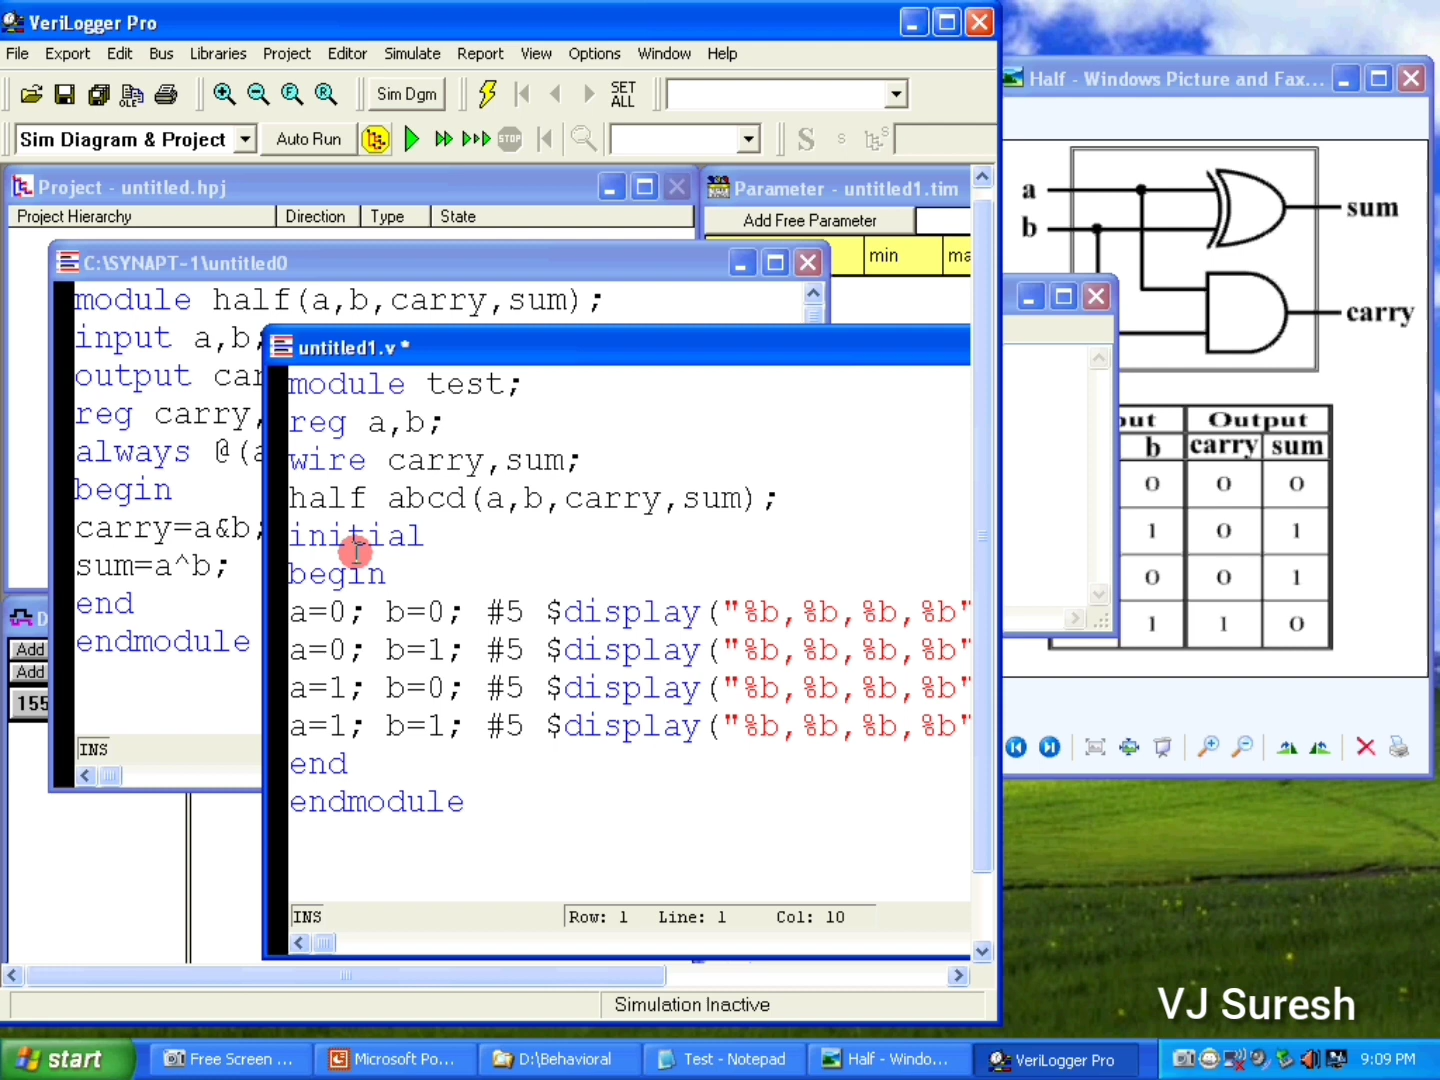 VeriLogger Pro
File Export Edit Bus Libraries Project Editor Simulate Report View Options Window Help
Sim Dgm
SET ALL
Sim Diagram & Project
Auto Run
STOP
S s
Project - untitled.hpj
Project Hierarchy Direction Type State
Parameter - untitled1.tim
Add Free Parameter
min
C:\SYNAPT-1\untitled0
module half(a,b,carry,sum);
input a,b;
output car
reg carry,
always @(a
begin
carry=a&b;
sum=a^b;
end
endmodule
INS
Add
Add
155
untitled1.v *
module test;
reg a,b;
wire carry,sum;
half abcd(a,b,carry,sum);
initial
begin
a=0; b=0; #5 $display("%b,%b,%b,%b"
a=0; b=1; #5 $display("%b,%b,%b,%b"
a=1; b=0; #5 $display("%b,%b,%b,%b"
a=1; b=1; #5 $display("%b,%b,%b,%b"
end
endmodule
INS
Row: 1 Line: 1 Col: 10
Simulation Inactive
Half - Windows Picture and Fax...
a
b
sum
carry
Output
b carry sum
0 0 0
1 0 1
0 0 1
1 1 0
VJ Suresh
start
Free Screen ...
Microsoft Po...
D:\Behavioral
Test - Notepad
Half - Windo...
VeriLogger Pro
9:09 PM